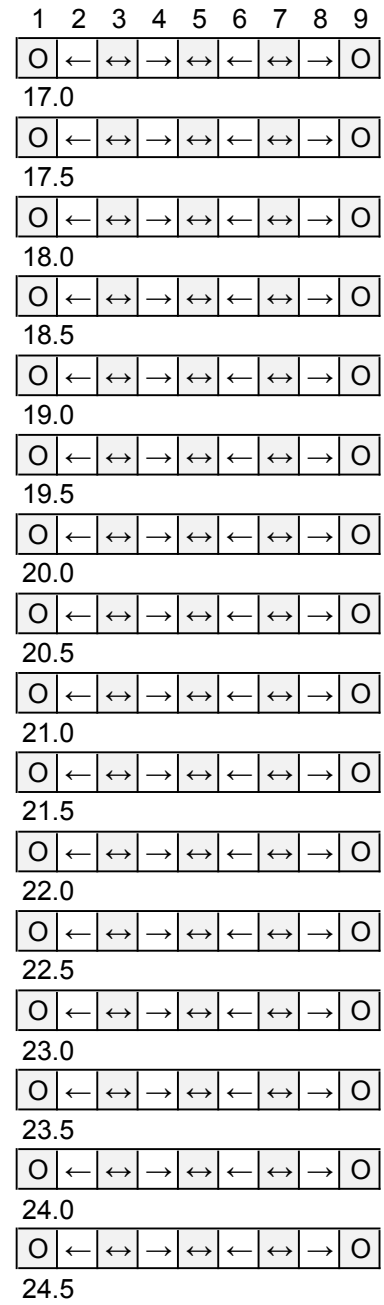 1 2 3 4 5 6 7 8 9
O ← ↔ → ↔ ← ↔ → O
17.0
O ← ↔ → ↔ ← ↔ → O
17.5
O ← ↔ → ↔ ← ↔ → O
18.0
O ← ↔ → ↔ ← ↔ → O
18.5
O ← ↔ → ↔ ← ↔ → O
19.0
O ← ↔ → ↔ ← ↔ → O
19.5
O ← ↔ → ↔ ← ↔ → O
20.0
O ← ↔ → ↔ ← ↔ → O
20.5
O ← ↔ → ↔ ← ↔ → O
21.0
O ← ↔ → ↔ ← ↔ → O
21.5
O ← ↔ → ↔ ← ↔ → O
22.0
O ← ↔ → ↔ ← ↔ → O
22.5
O ← ↔ → ↔ ← ↔ → O
23.0
O ← ↔ → ↔ ← ↔ → O
23.5
O ← ↔ → ↔ ← ↔ → O
24.0
O ← ↔ → ↔ ← ↔ → O
24.5